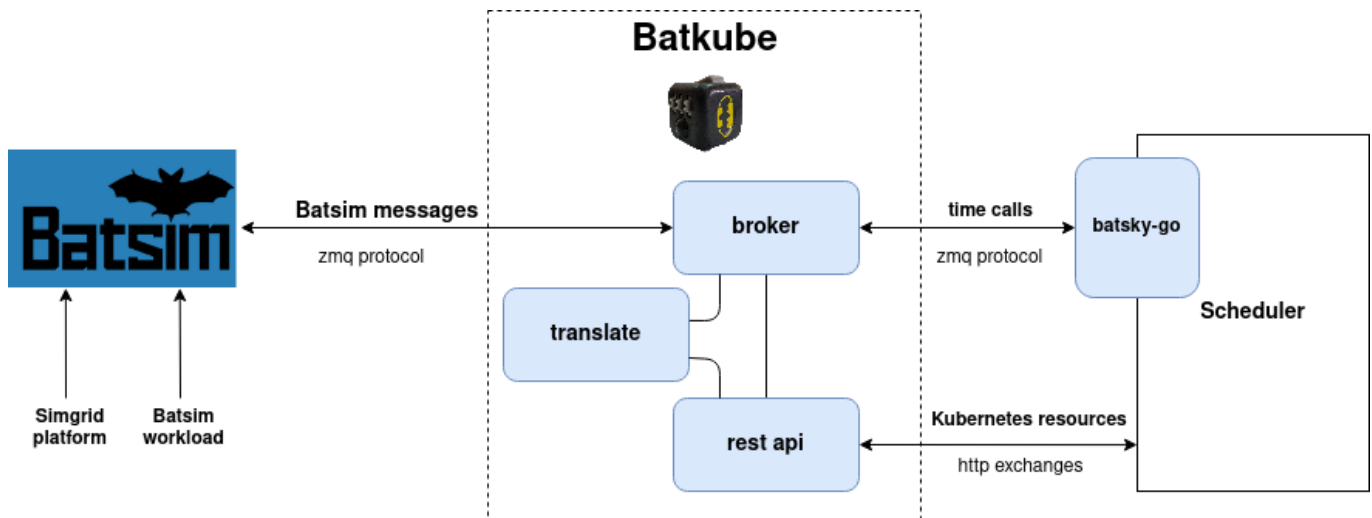 Batkube
Batsim
Batsim messages
zmq protocol
broker
time calls
zmq protocol
batsky-go
Scheduler
translate
Simgrid
platform
Batsim
workload
rest api
Kubernetes resources
http exchanges